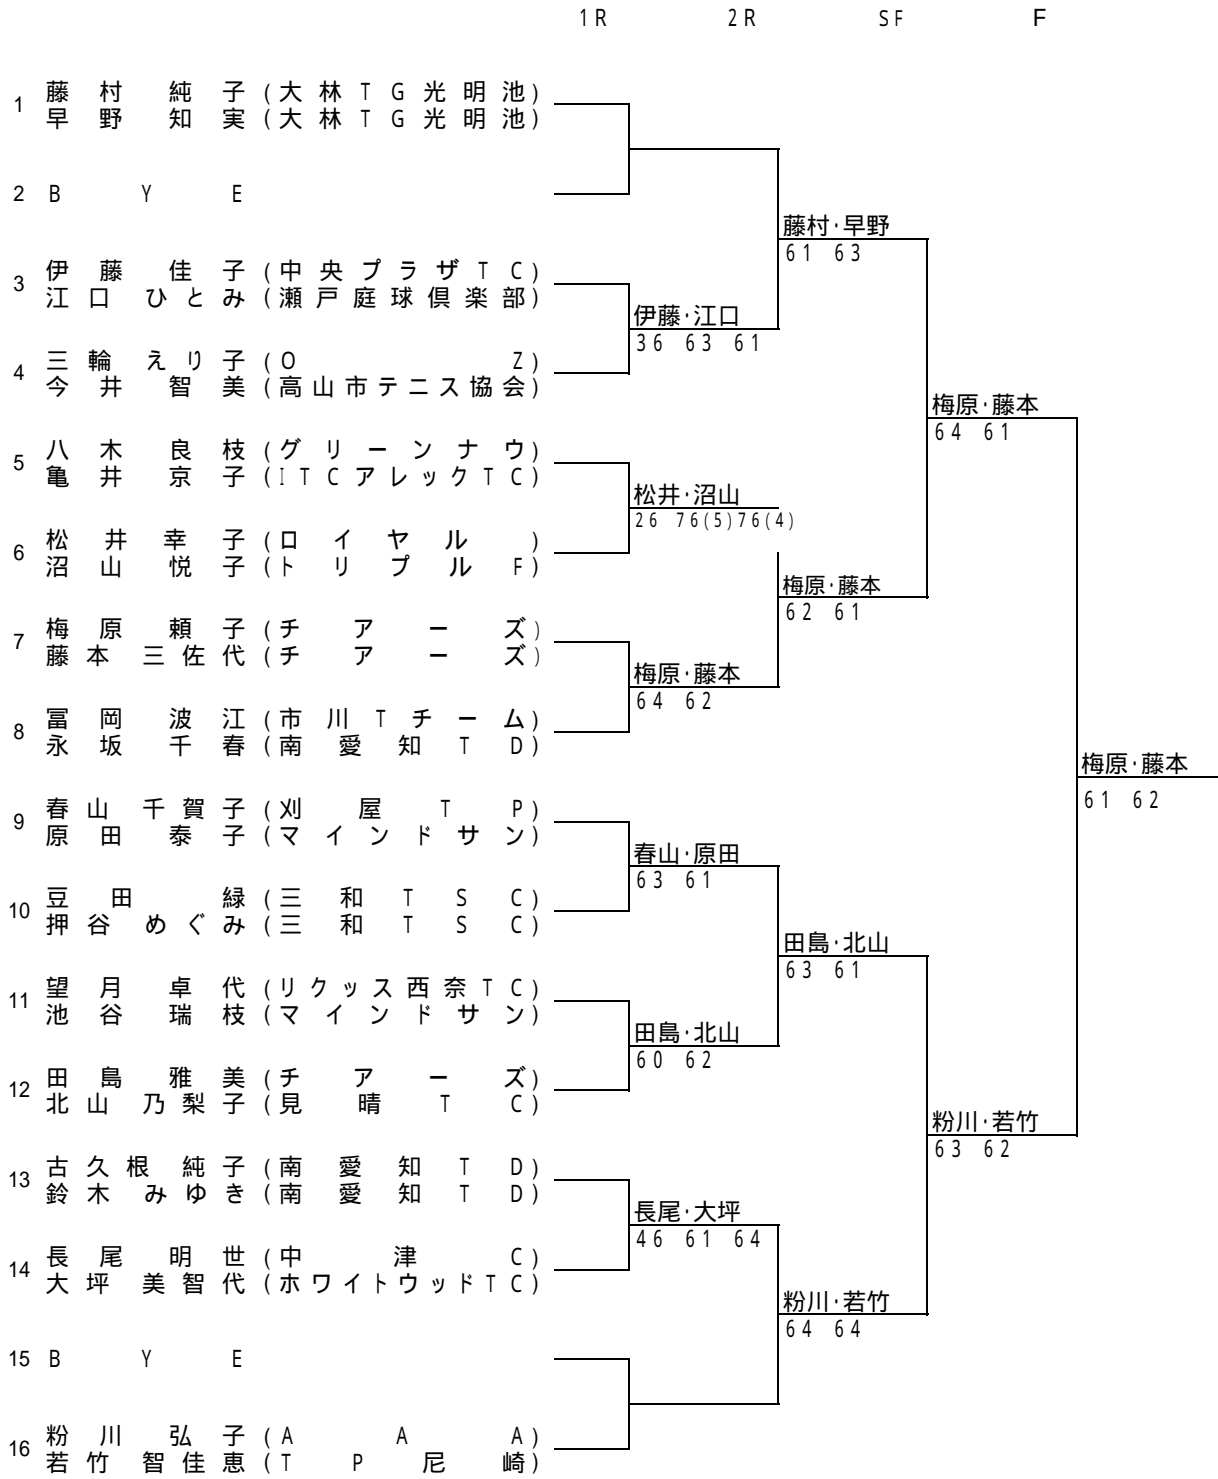 1R 2R SF F
1 藤村 純子(大林TG光明池)
早野 知実(大林TG光明池)
2 BYE
藤村・早野
61 63
3 伊藤 佳子(中央プラザTC)
江口 ひとみ(瀬戸庭球倶楽部)
伊藤・江口
36 63 61
4 三輪 えり子(OZ)
今井 智美(高山市テニス協会)
梅原・藤本
64 61
5 八木 良枝(グリーンナウ)
亀井 京子(ITCアレックTC)
松井・沼山
26 76(5)76(4)
6 松井 幸子(ロイヤル )
沼山 悦子(トリプルF)
梅原・藤本
62 61
7 梅原 頼子(チアーズ)
藤本 三佐代(チアーズ)
梅原・藤本
64 62
8 冨岡 波江(市川Tチーム)
永坂 千春(南愛知TD)
梅原・藤本
61 62
9 春山 千賀子(刈屋TP)
原田 泰子(マインドサン)
春山・原田
63 61
10 豆田 緑(三和TSC)
押谷 めぐみ(三和TSC)
田島・北山
63 61
11 望月 卓代(リクッス西奈TC)
池谷 瑞枝(マインドサン)
田島・北山
60 62
12 田島 雅美(チアーズ)
北山 乃梨子(見晴TC)
粉川・若竹
63 62
13 古久根 純子(南愛知TD)
鈴木 みゆき(南愛知TD)
長尾・大坪
46 61 64
14 長尾 明世(中津C)
大坪 美智代(ホワイトウッドTC)
粉川・若竹
64 64
15 BYE
16 粉川 弘子(AAA)
若竹 智佳恵(TP尼崎)